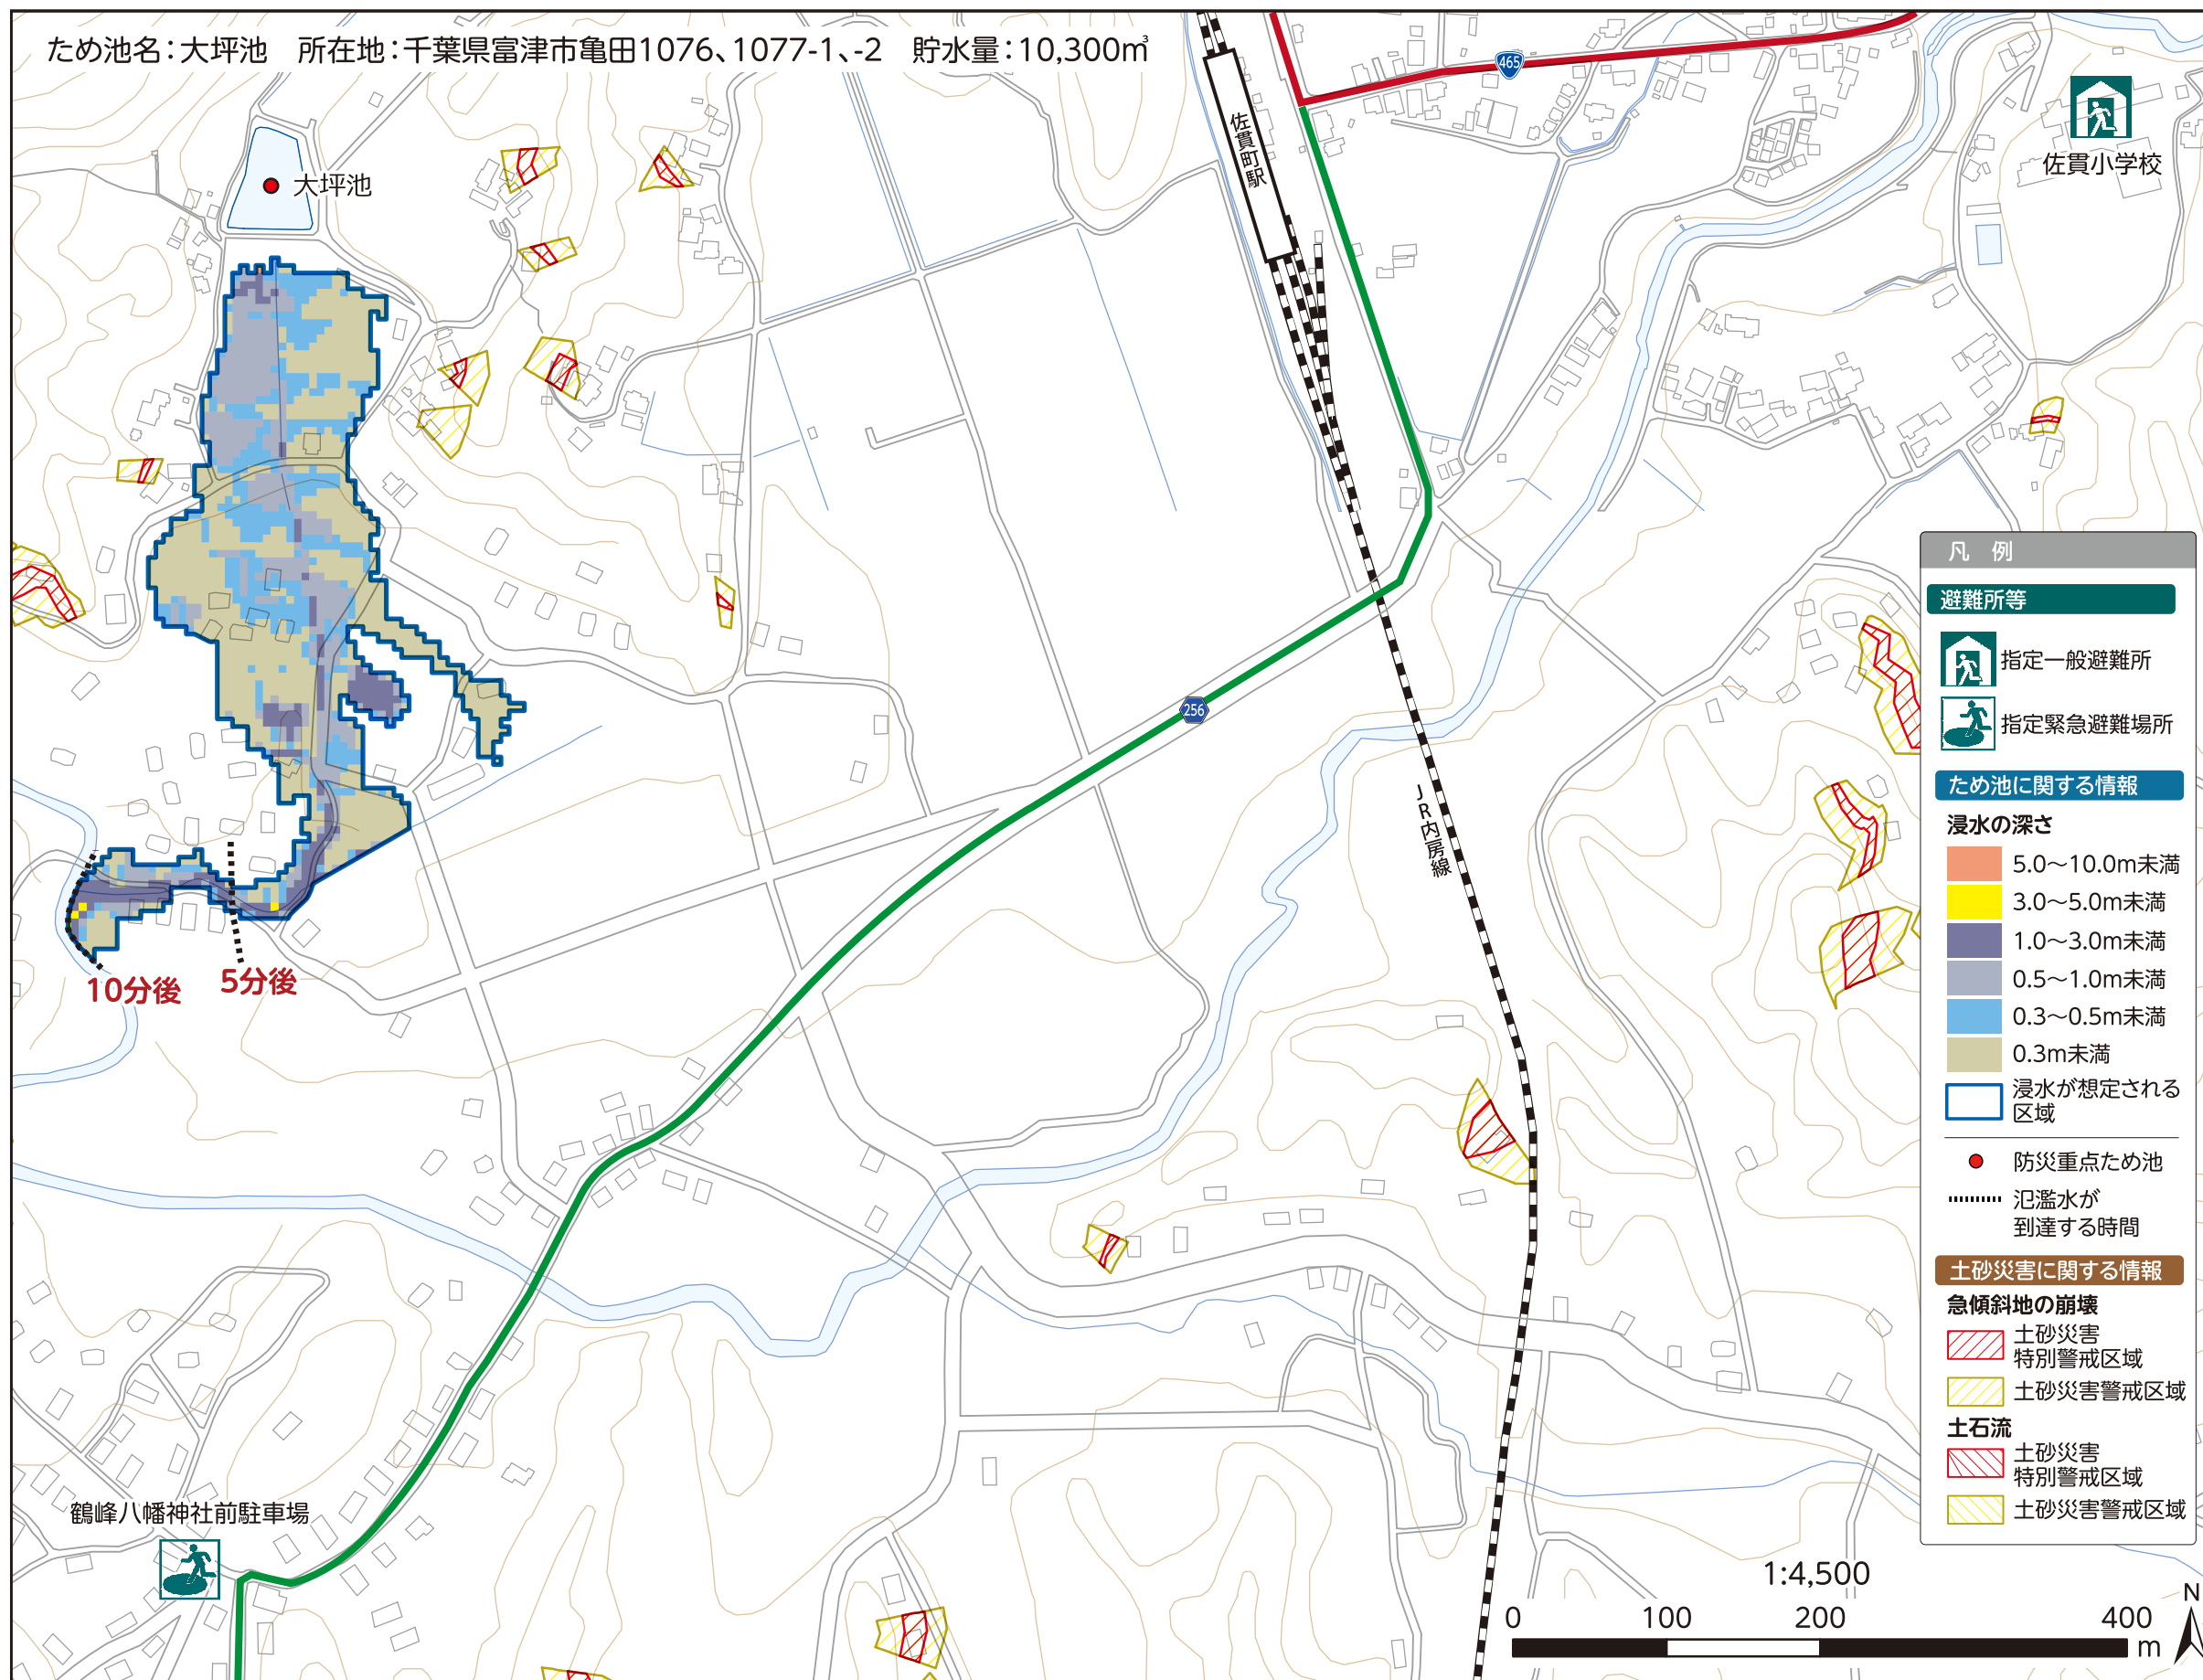 ため池名：大坪池　所在地：千葉県富津市亀田1076、1077-1、-2　貯水量：10,300㎥
465
佐貫町駅
佐貫小学校
大坪池
256
JR内房線
10分後
5分後
鶴峰八幡神社前駐車場
凡　例
避難所等
指定一般避難所
指定緊急避難場所
ため池に関する情報
浸水の深さ
5.0～10.0m未満
3.0～5.0m未満
1.0～3.0m未満
0.5～1.0m未満
0.3～0.5m未満
0.3m未満
浸水が想定される
区域
防災重点ため池
氾濫水が
到達する時間
土砂災害に関する情報
急傾斜地の崩壊
土砂災害
特別警戒区域
土砂災害警戒区域
土石流
土砂災害
特別警戒区域
土砂災害警戒区域
1:4,500
0 100 200 400
m
N